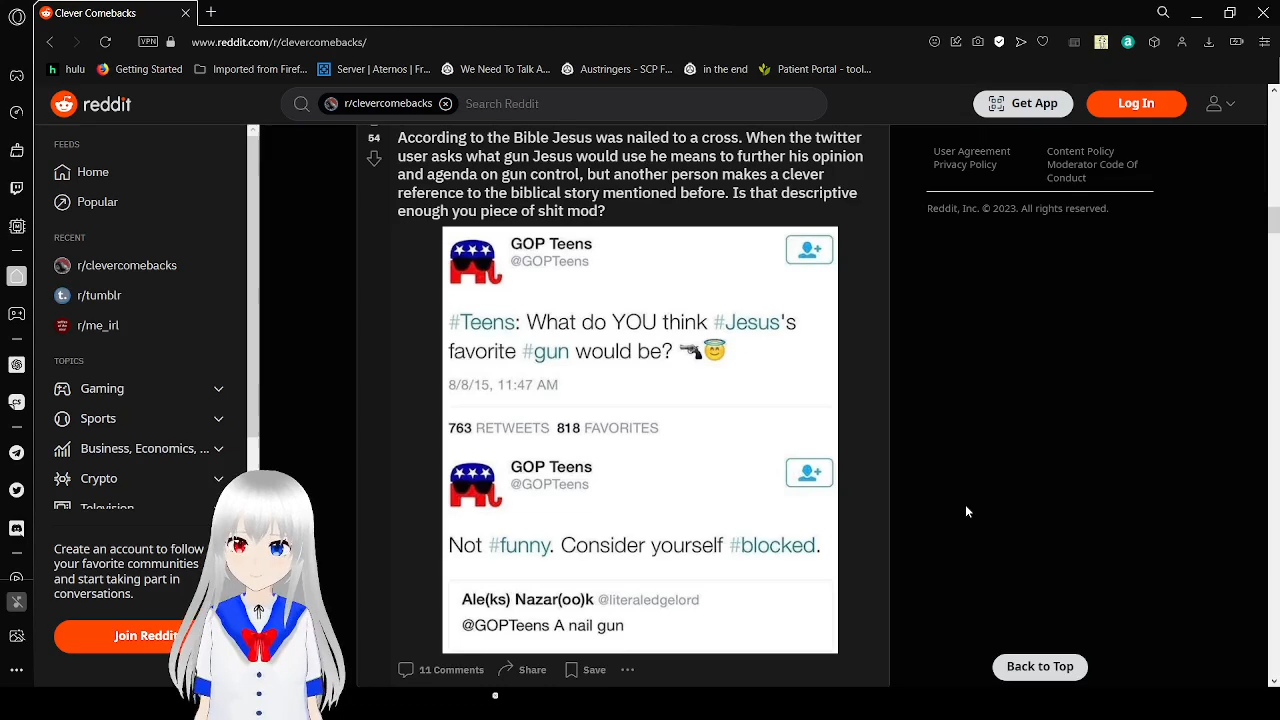 Clever Comebacks
VPN
www.reddit.com/r/clevercomebacks/
h hulu
Getting Started
Imported from Firef...
Server | Aternos | Fr...
We Need To Talk A...
Austringers - SCP F...
in the end
Patient Portal - tool...
reddit
r/clevercomebacks
Search Reddit
Get App
Log In
FEEDS
Home
Popular
RECENT
r/clevercomebacks
r/tumblr
r/me_irl
TOPICS
Gaming
Sports
Business, Economics, ...
Crypto
Television
Create an account to follow
your favorite communities
and start taking part in
conversations.
Join Reddit
54
According to the Bible Jesus was nailed to a cross. When the twitter
user asks what gun Jesus would use he means to further his opinion
and agenda on gun control, but another person makes a clever
reference to the biblical story mentioned before. Is that descriptive
enough you piece of shit mod?
GOP Teens
@GOPTeens
#Teens: What do YOU think #Jesus's
favorite #gun would be? 🔫😇
8/8/15, 11:47 AM
763 RETWEETS 818 FAVORITES
GOP Teens
@GOPTeens
Not #funny. Consider yourself #blocked.
Ale(ks) Nazar(oo)k @literaledgelord
@GOPTeens A nail gun
11 Comments
Share
Save
User Agreement
Privacy Policy
Content Policy
Moderator Code Of
Conduct
Reddit, Inc. © 2023. All rights reserved.
Back to Top